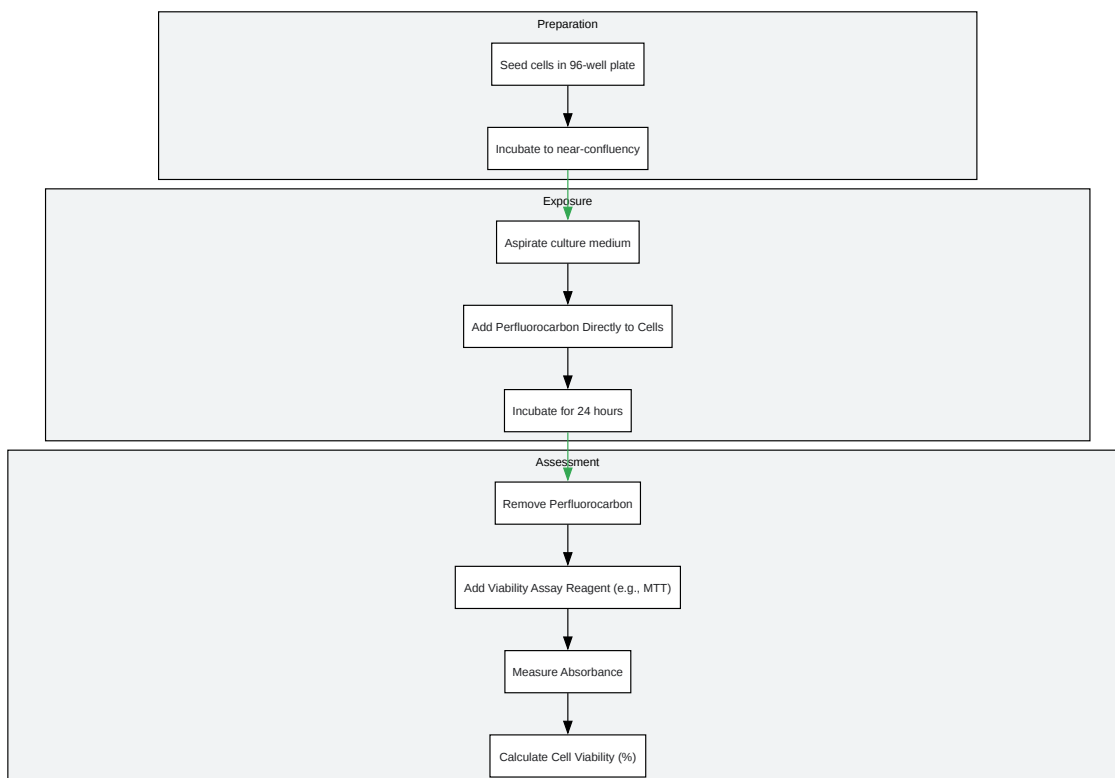 Preparation
Seed cells in 96-well plate
Incubate to near-confluency
Exposure
Aspirate culture medium
Add Perfluorocarbon Directly to Cells
Incubate for 24 hours
Assessment
Remove Perfluorocarbon
Add Viability Assay Reagent (e.g., MTT)
Measure Absorbance
Calculate Cell Viability (%)